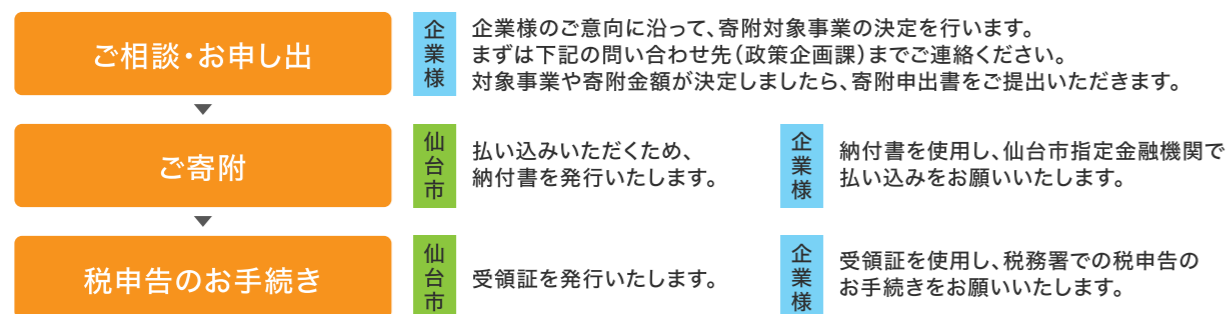 ご相談・お申し出
企業様
企業様のご意向に沿って、寄附対象事業の決定を行います。
まずは下記の問い合わせ先(政策企画課)までご連絡ください。
対象事業や寄附金額が決定しましたら、寄附申出書をご提出いただきます。
ご寄附
仙台市
払い込みいただくため、
納付書を発行いたします。
企業様
納付書を使用し、仙台市指定金融機関で
払い込みをお願いいたします。
税申告のお手続き
仙台市
受領証を発行いたします。
企業様
受領証を使用し、税務署での税申告の
お手続きをお願いいたします。